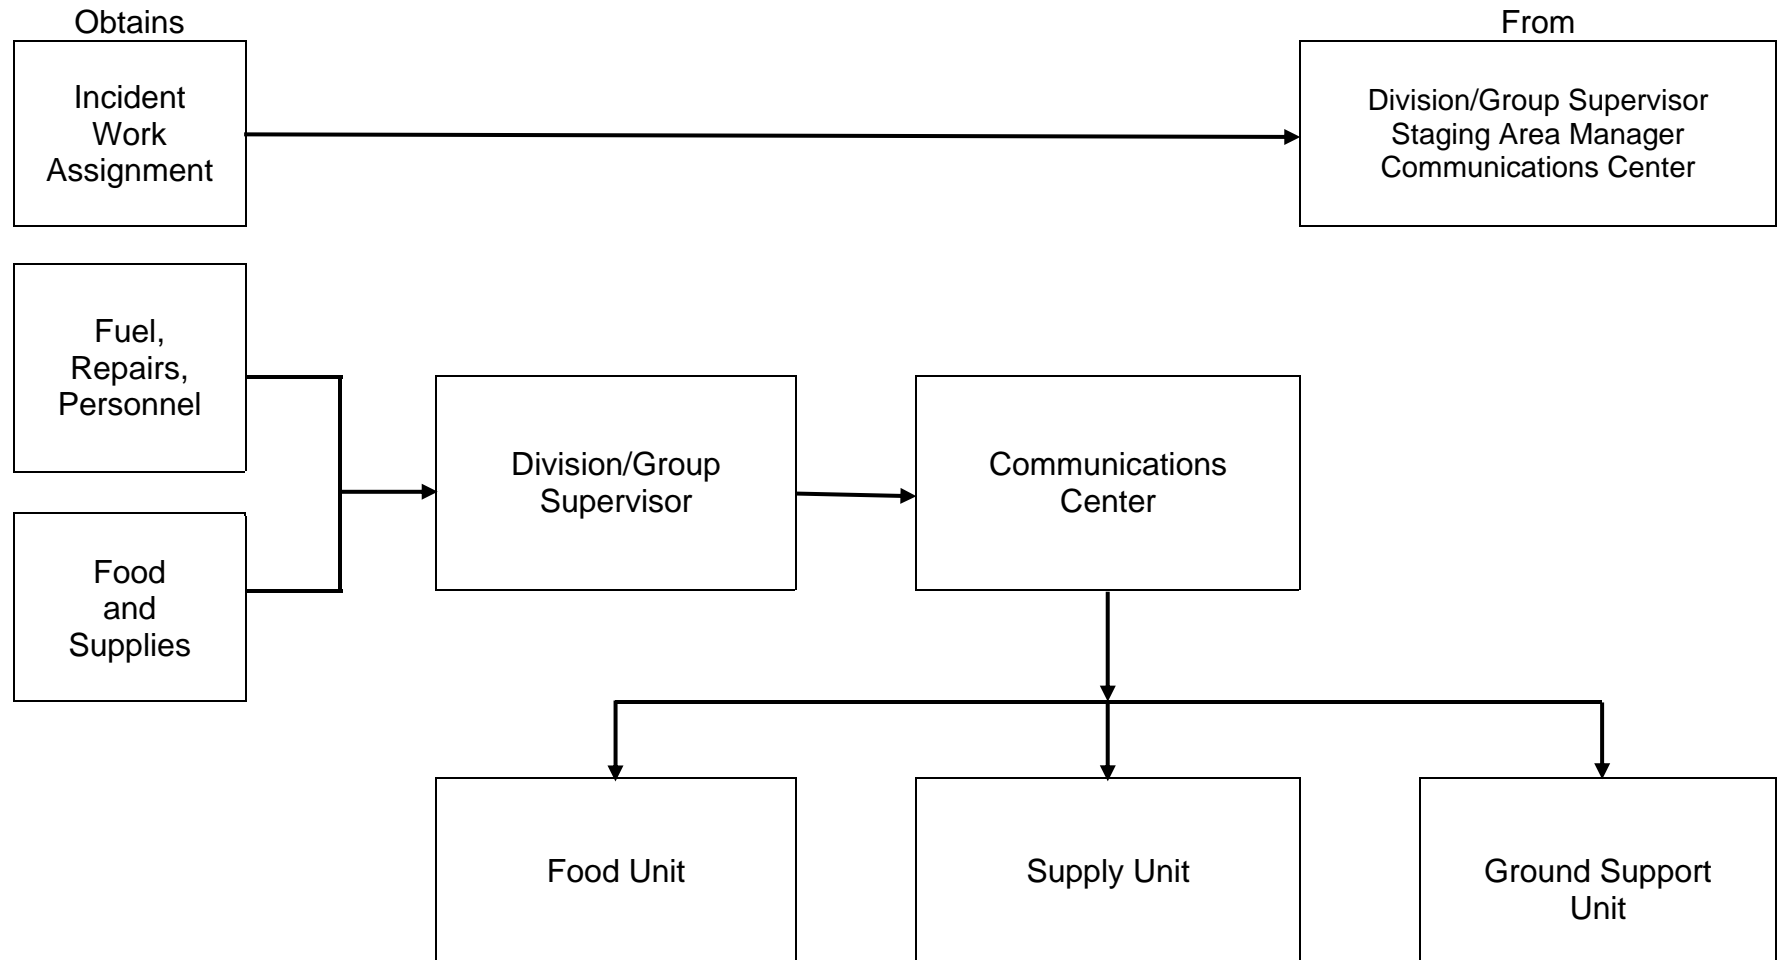 Obtains
From
Incident
Work
Assignment
Division/Group Supervisor
Staging Area Manager
Communications Center
Fuel,
Repairs,
Personnel
Division/Group
Supervisor
Communications
Center
Food
and
Supplies
Food Unit
Supply Unit
Ground Support
Unit